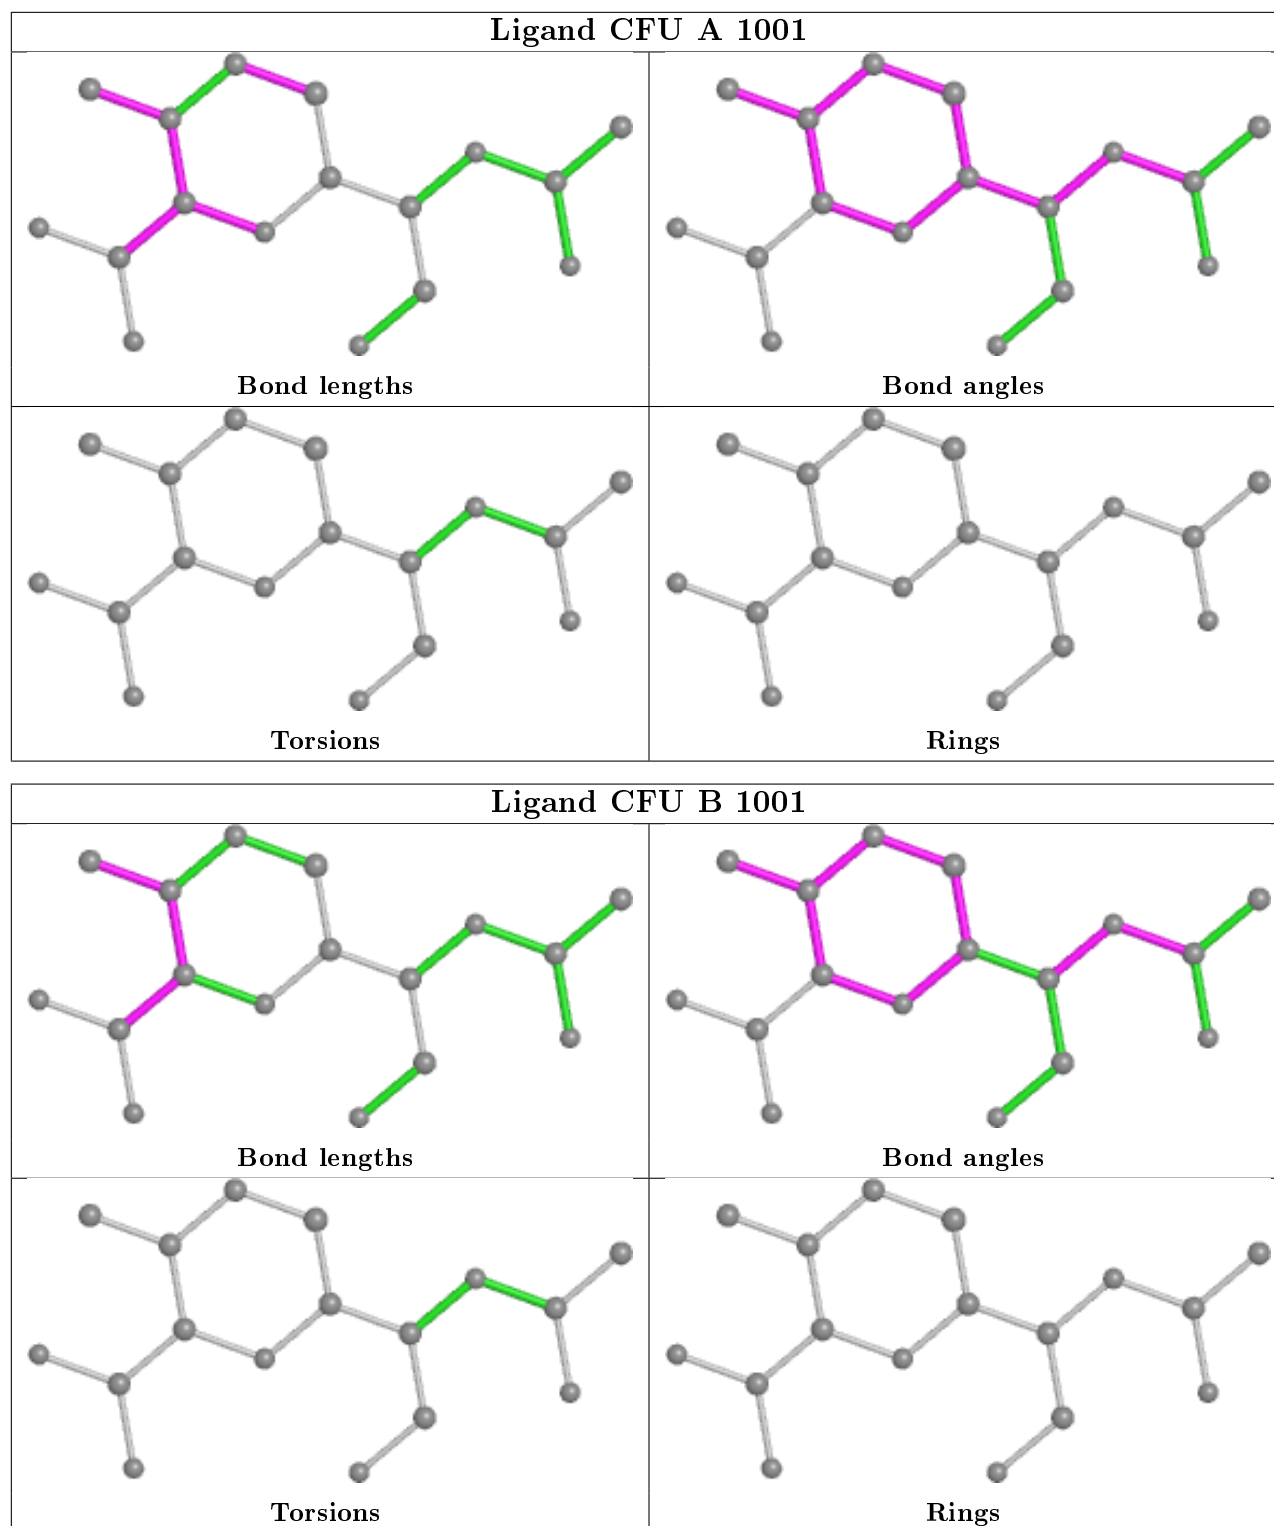 Ligand CFU A 1001
Bond lengths
Bond angles
Torsions
Rings
Ligand CFU B 1001
Bond lengths
Bond angles
Torsions
Rings